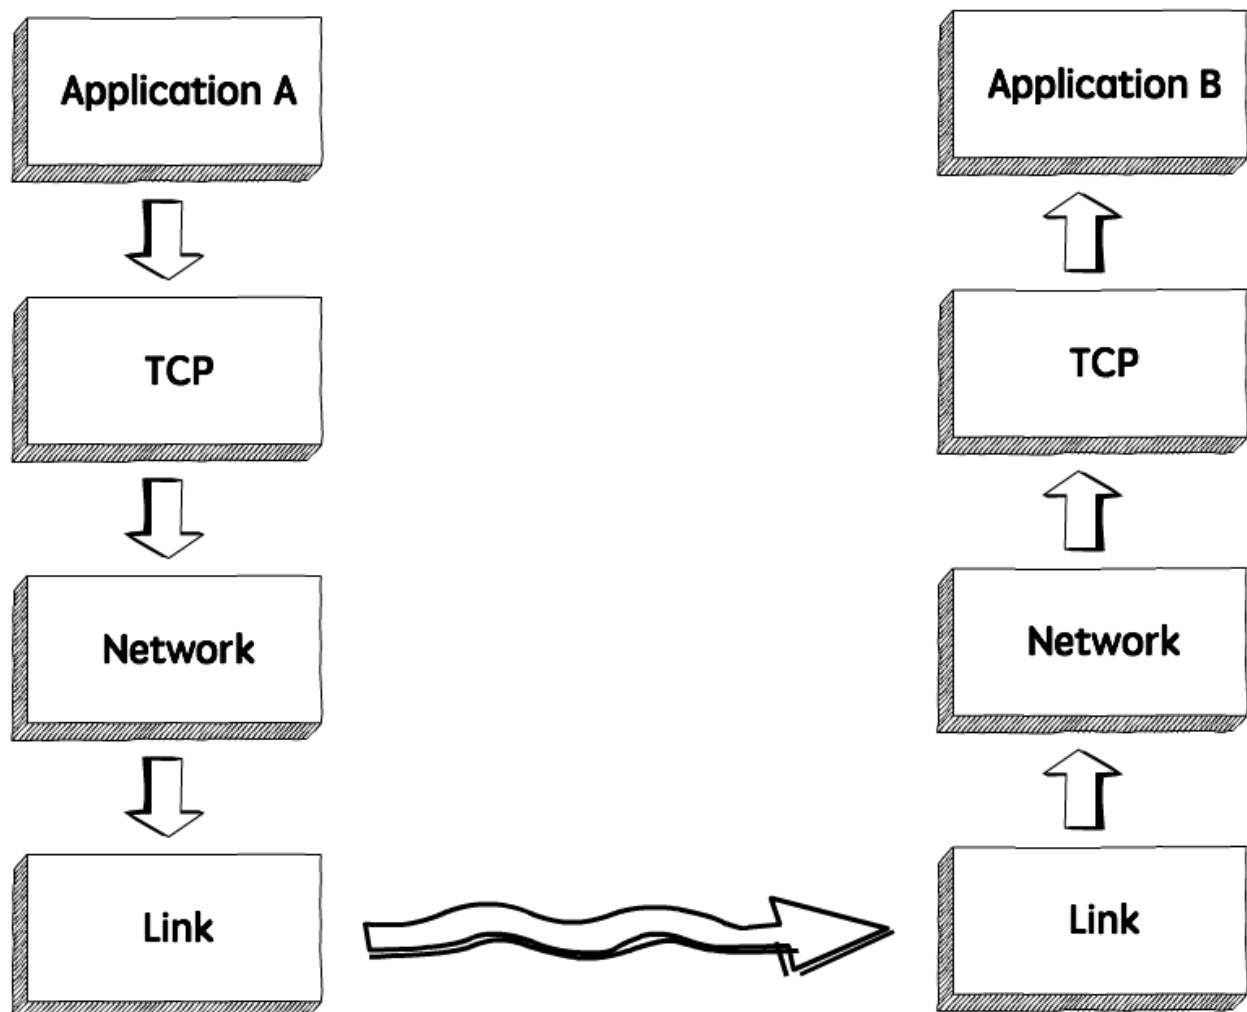 Application A
Application B
TCP
TCP
Network
Network
Link
Link